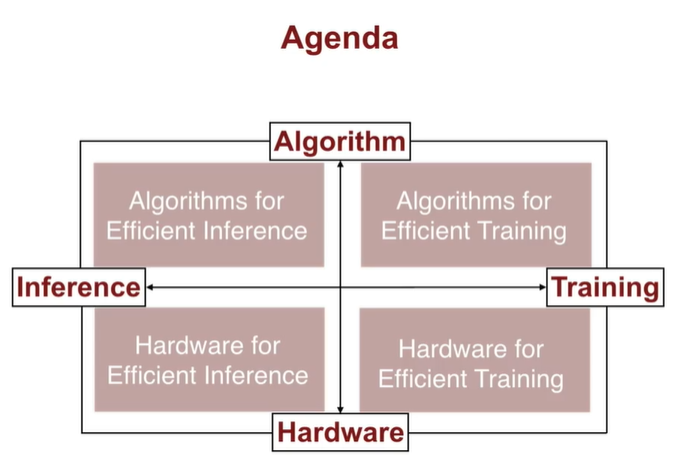 Agenda
Algorithm
Algorithms for
Efficient Inference
Algorithms for
Efficient Training
Inference
Training
Hardware for
Efficient Inference
Hardware for
Efficient Training
Hardware